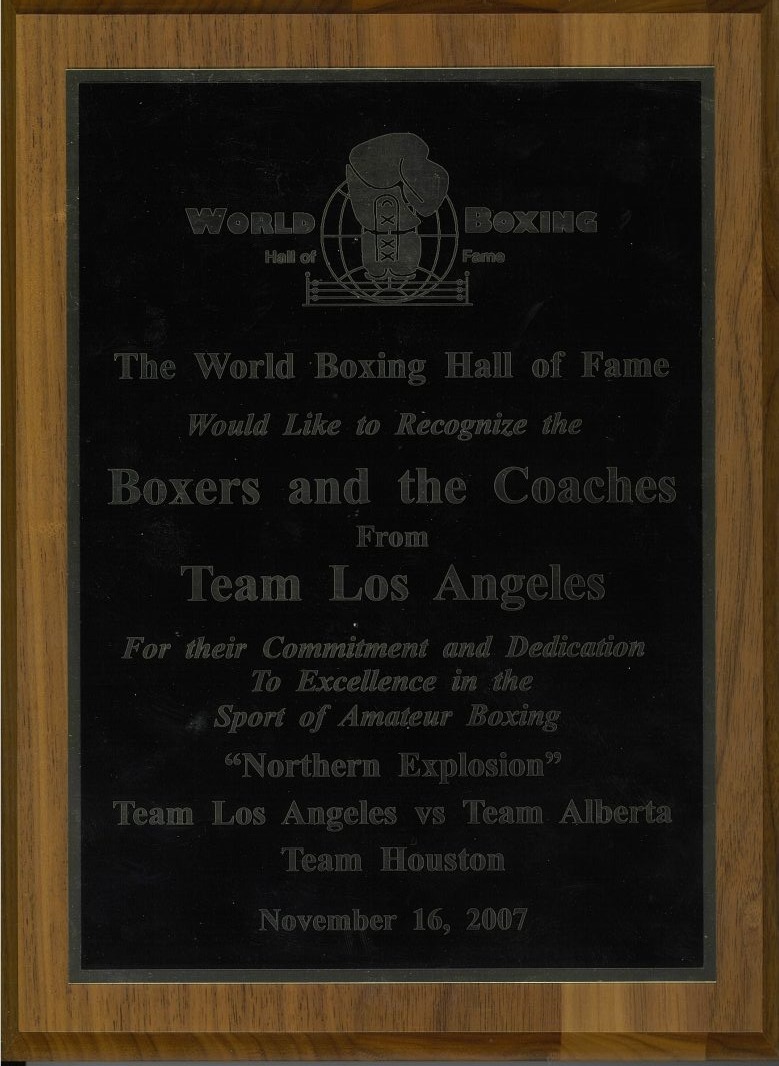 WORLD BOXING
Hall of Fame
The World Boxing Hall of Fame
Would Like to Recognize the
Boxers and the Coaches
From
Team Los Angeles
For their Commitment and Dedication
To Excellence in the
Sport of Amateur Boxing
“Northern Explosion”
Team Los Angeles vs Team Alberta
Team Houston
November 16, 2007